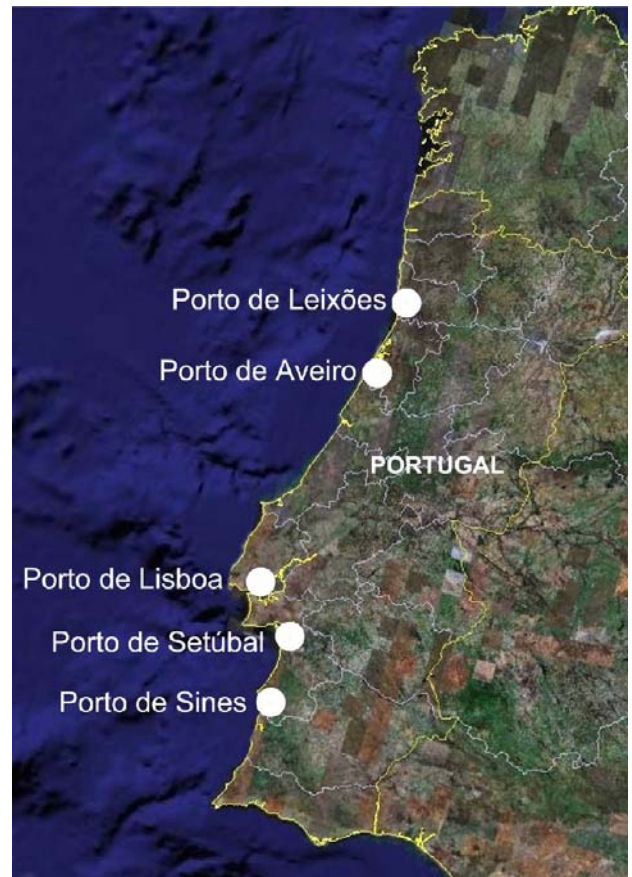 Porto de Leixões
Porto de Aveiro
PORTUGAL
Porto de Lisboa
Porto de Setúbal
Porto de Sines